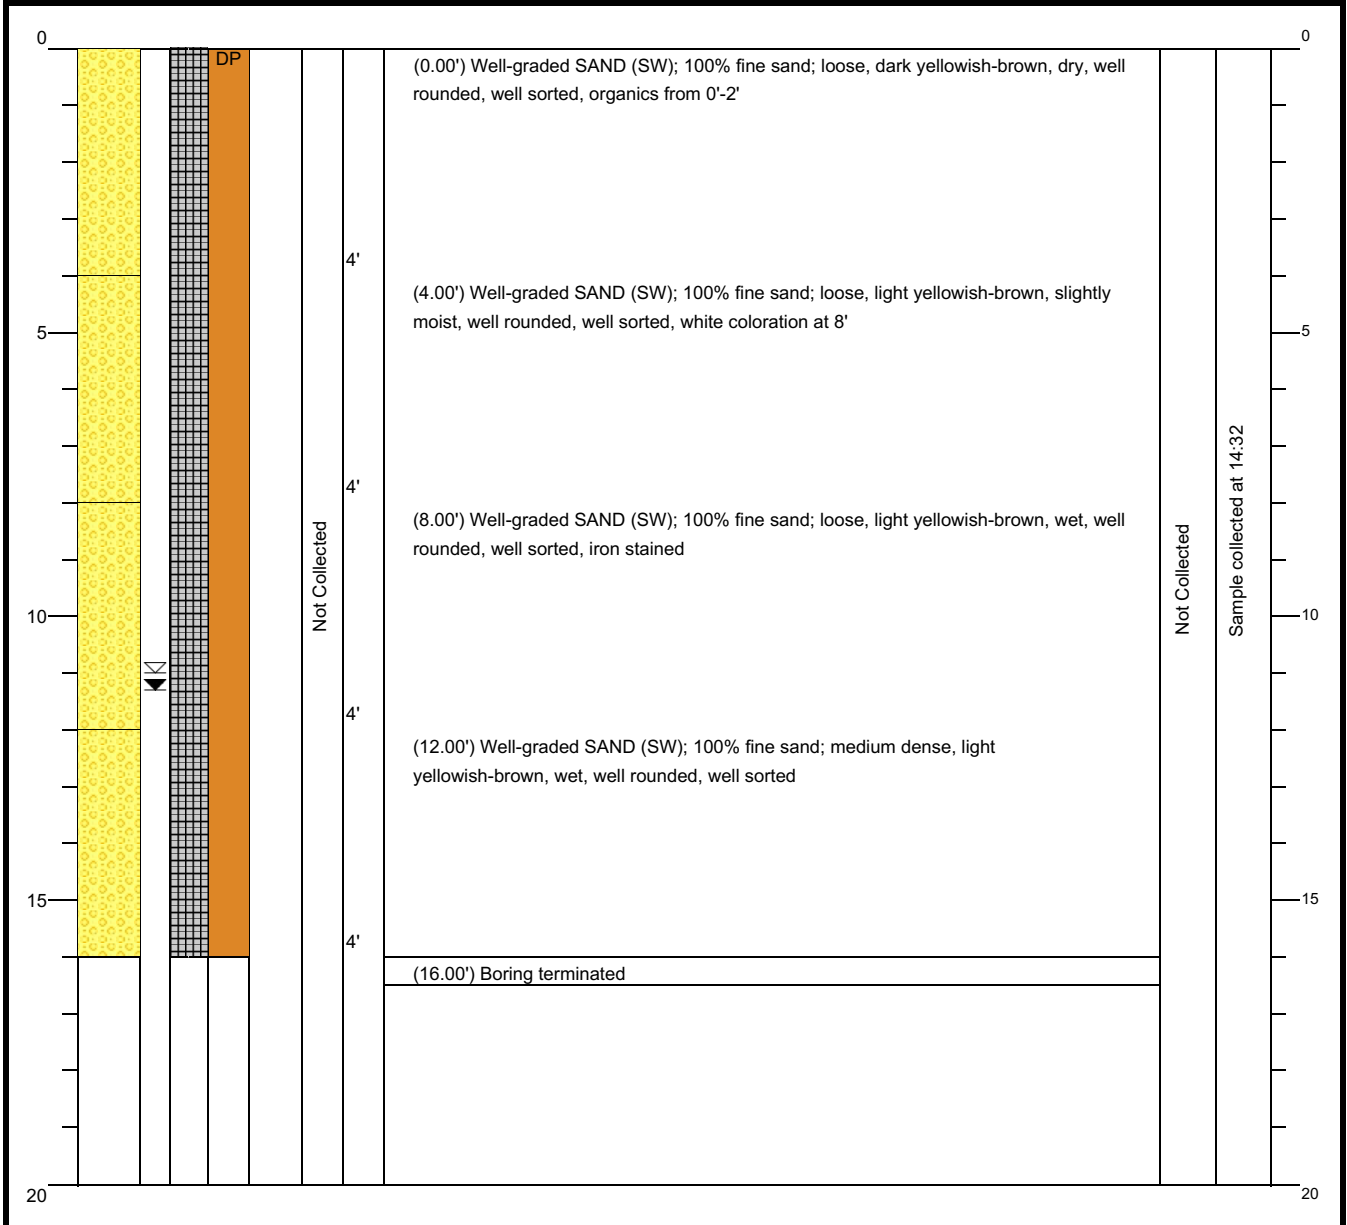 0
0
DP
(0.00') Well-graded SAND (SW); 100% fine sand; loose, dark yellowish-brown, dry, well
rounded, well sorted, organics from 0'-2'
4'
(4.00') Well-graded SAND (SW); 100% fine sand; loose, light yellowish-brown, slightly
moist, well rounded, well sorted, white coloration at 8'
5
5
4'
(8.00') Well-graded SAND (SW); 100% fine sand; loose, light yellowish-brown, wet, well
rounded, well sorted, iron stained
Not Collected
Not Collected
Sample collected at 14:32
10
10
4'
(12.00') Well-graded SAND (SW); 100% fine sand; medium dense, light
yellowish-brown, wet, well rounded, well sorted
15
15
4'
(16.00') Boring terminated
20
20